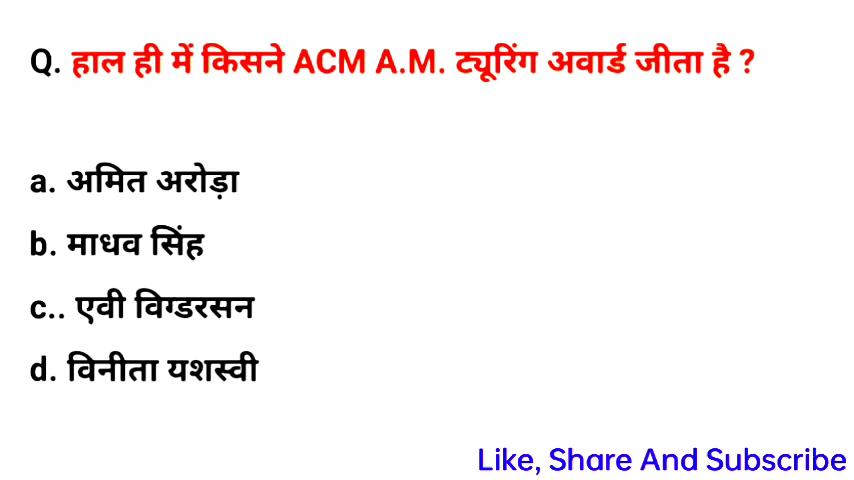 Q. हाल ही में किसने ACM A.M. ट्यूरिंग अवार्ड जीता है ?
a. अमित अरोड़ा
b. माधव सिंह
c.. एवी विग्डरसन
d. विनीता यशस्वी
Like, Share And Subscribe